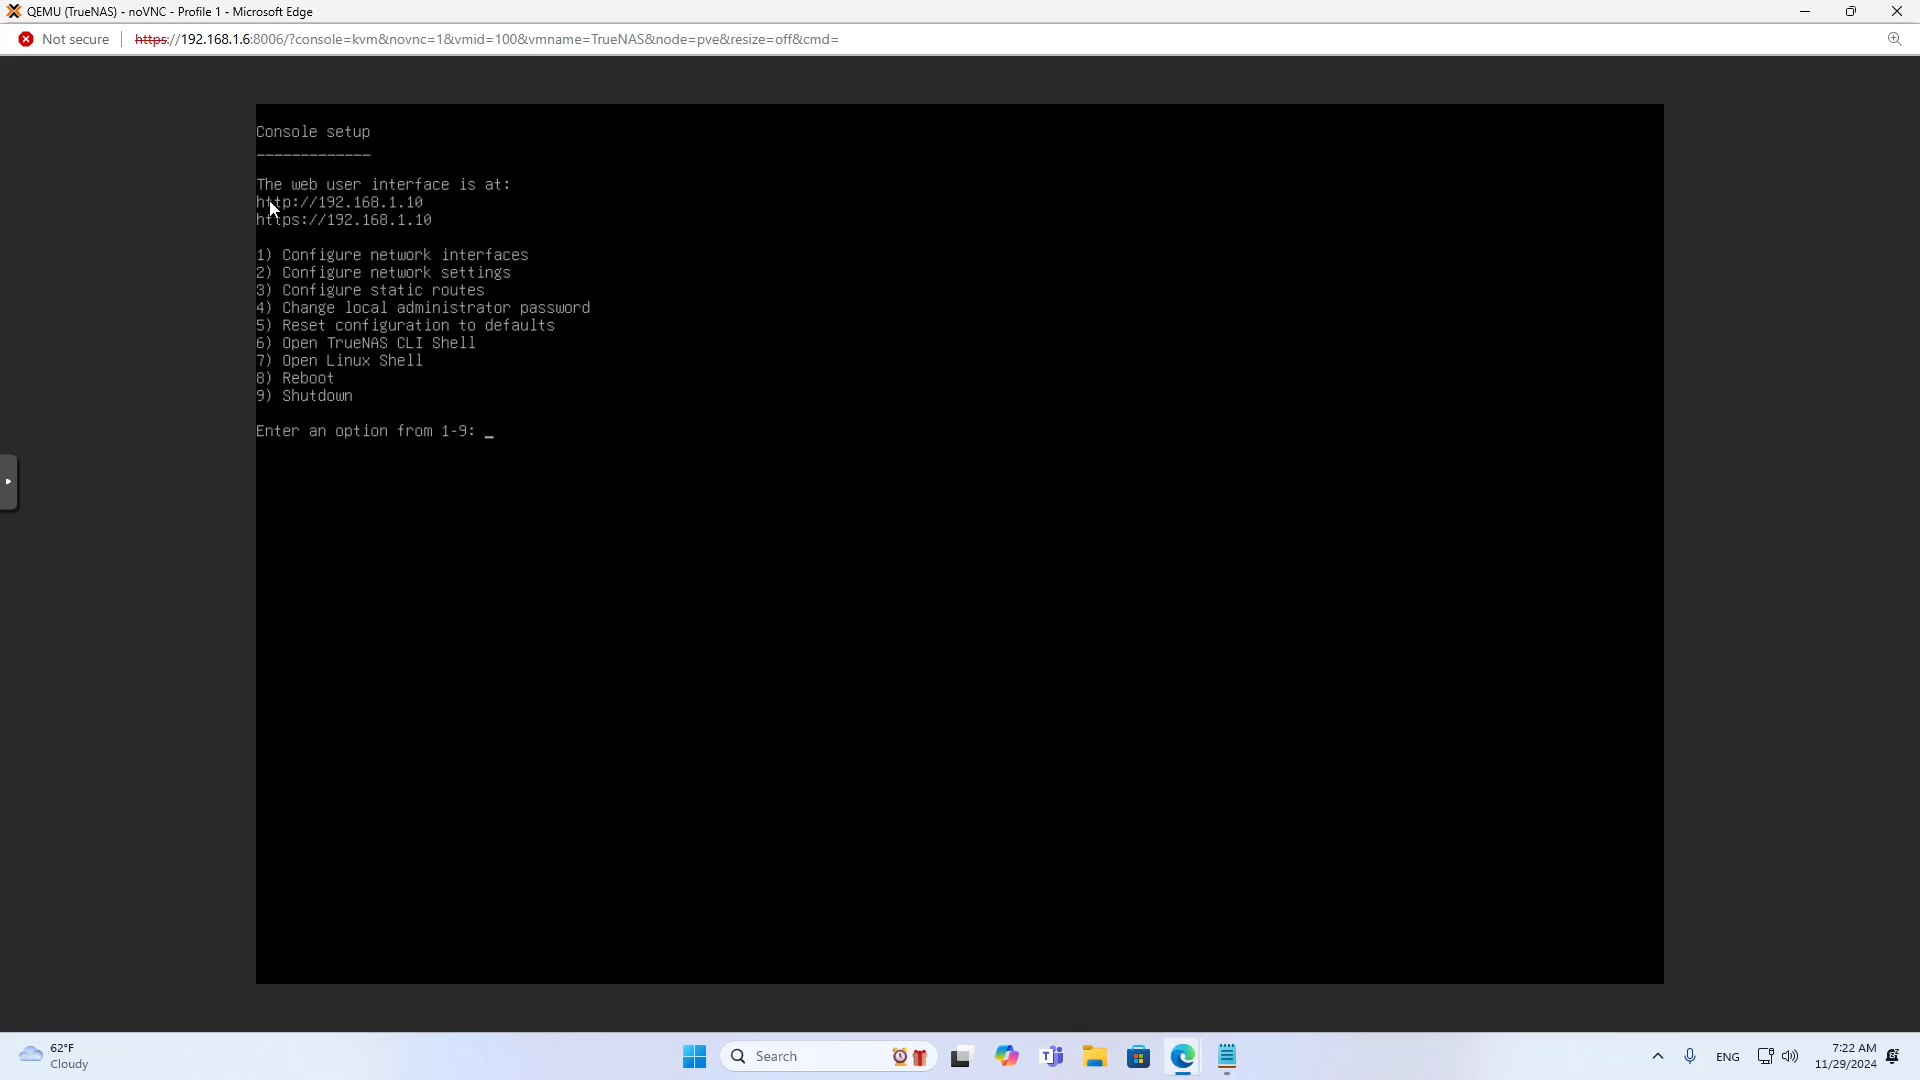 QEMU (TrueNAS) - noVNC - Profile 1 - Microsoft Edge
Not secure
https://192.168.1.6:8006/?console=kvm&novnc=1&vmid=100&vmname=TrueNAS&node=pve&resize=off&cmd=
Console setup
-------------
The web user interface is at:
http://192.168.1.10
https://192.168.1.10
1) Configure network interfaces
2) Configure network settings
3) Configure static routes
4) Change local administrator password
5) Reset configuration to defaults
6) Open TrueNAS CLI Shell
7) Open Linux Shell
8) Reboot
9) Shutdown
Enter an option from 1-9: _
62°F
Cloudy
Search
ENG
7:22 AM
11/29/2024